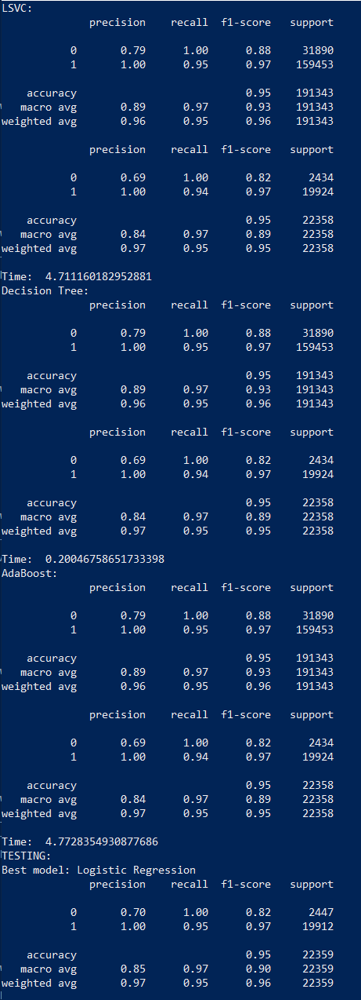 LSVC:
precision recall f1-score support
0 0.79 1.00 0.88 31890
1 1.00 0.95 0.97 159453
accuracy 0.95 191343
macro avg 0.89 0.97 0.93 191343
weighted avg 0.96 0.95 0.96 191343
precision recall f1-score support
0 0.69 1.00 0.82 2434
1 1.00 0.94 0.97 19924
accuracy 0.95 22358
macro avg 0.84 0.97 0.89 22358
weighted avg 0.97 0.95 0.95 22358
Time: 4.711160182952881
Decision Tree:
precision recall f1-score support
0 0.79 1.00 0.88 31890
1 1.00 0.95 0.97 159453
accuracy 0.95 191343
macro avg 0.89 0.97 0.93 191343
weighted avg 0.96 0.95 0.96 191343
precision recall f1-score support
0 0.69 1.00 0.82 2434
1 1.00 0.94 0.97 19924
accuracy 0.95 22358
macro avg 0.84 0.97 0.89 22358
weighted avg 0.97 0.95 0.95 22358
Time: 0.20046758651733398
AdaBoost:
precision recall f1-score support
0 0.79 1.00 0.88 31890
1 1.00 0.95 0.97 159453
accuracy 0.95 191343
macro avg 0.89 0.97 0.93 191343
weighted avg 0.96 0.95 0.96 191343
precision recall f1-score support
0 0.69 1.00 0.82 2434
1 1.00 0.94 0.97 19924
accuracy 0.95 22358
macro avg 0.84 0.97 0.89 22358
weighted avg 0.97 0.95 0.95 22358
Time: 4.7728354930877686
TESTING:
Best model: Logistic Regression
precision recall f1-score support
0 0.70 1.00 0.82 2447
1 1.00 0.95 0.97 19912
accuracy 0.95 22359
macro avg 0.85 0.97 0.90 22359
weighted avg 0.97 0.95 0.96 22359